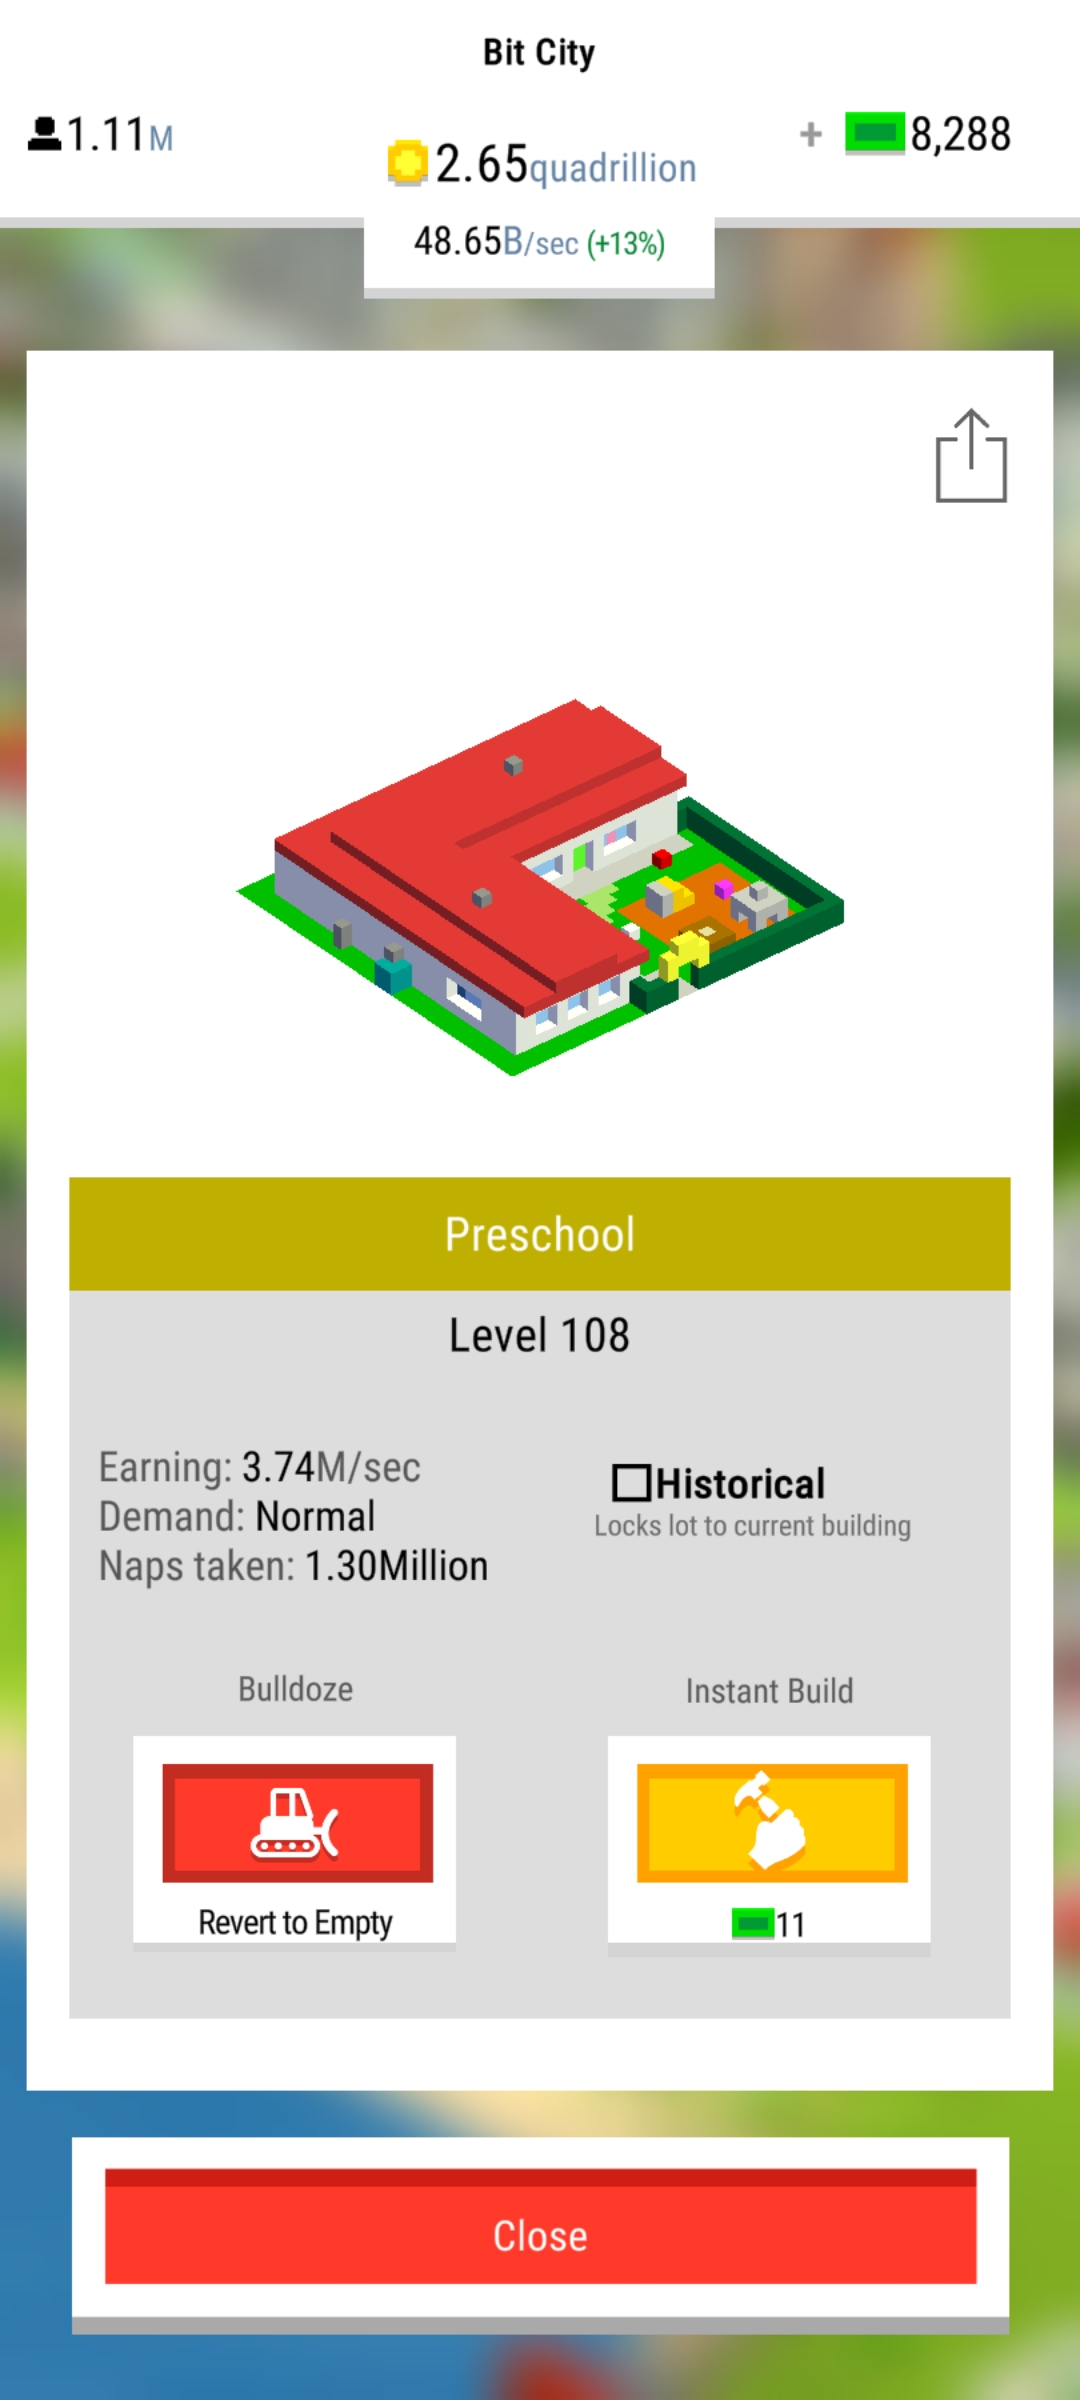 Bit City
1.11M
2.65quadrillion
+ 8,288
48.65B/sec (+13%)
Preschool
Level 108
Earning: 3.74M/sec
Demand: Normal
Naps taken: 1.30Million
Historical
Locks lot to current building
Bulldoze
Revert to Empty
Instant Build
11
Close